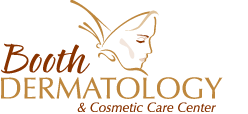 Booth
DERMATOLOGY
& Cosmetic Care Center